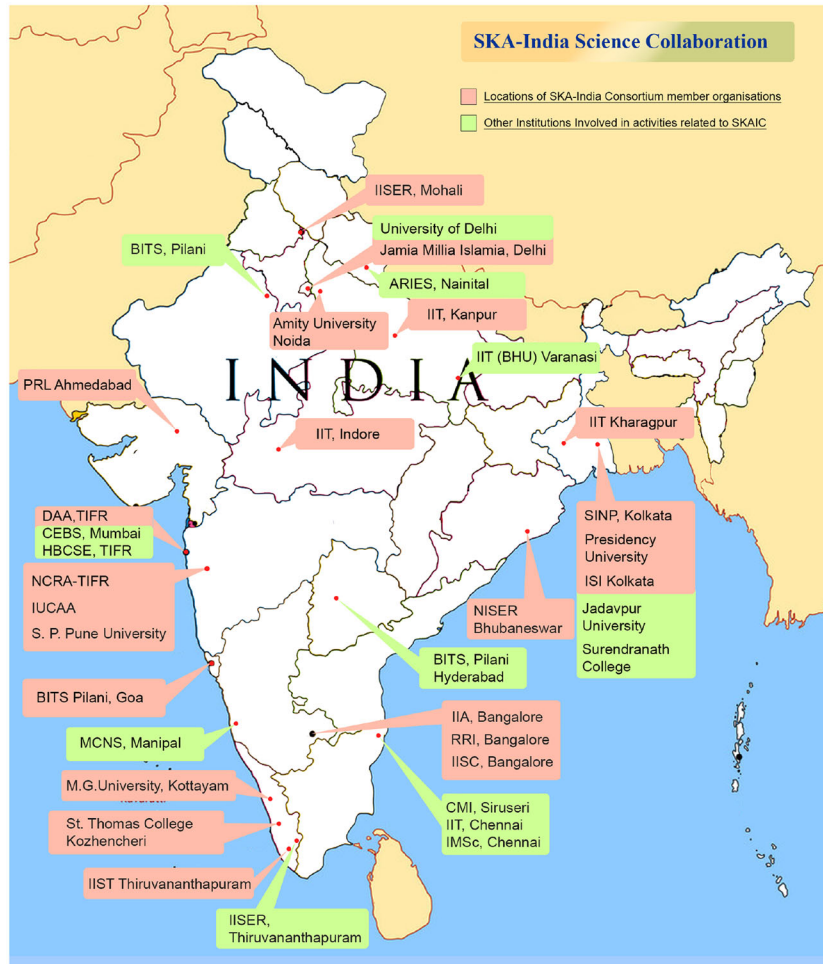 SKA-India Science Collaboration
Locations of SKA-India Consortium member organisations
Other Institutions Involved in activities related to SKAIC
IISER, Mohali
University of Delhi
Jamia Millia Islamia, Delhi
BITS, Pilani
ARIES, Nainital
Amity University
Noida
IIT, Kanpur
IIT (BHU) Varanasi
INDIA
PRL Ahmedabad
IIT, Indore
IIT Kharagpur
DAA,TIFR
CEBS, Mumbai
HBCSE, TIFR
SINP, Kolkata
Presidency
University
ISI Kolkata
Jadavpur
University
Surendranath
College
NCRA-TIFR
IUCAA
S. P. Pune University
NISER
Bhubaneswar
BITS, Pilani
Hyderabad
BITS Pilani, Goa
MCNS, Manipal
IIA, Bangalore
RRI, Bangalore
IISC, Bangalore
M.G.University, Kottayam
CMI, Siruseri
IIT, Chennai
IMSc, Chennai
St. Thomas College
Kozhencheri
IIST Thiruvananthapuram
IISER,
Thiruvananthapuram